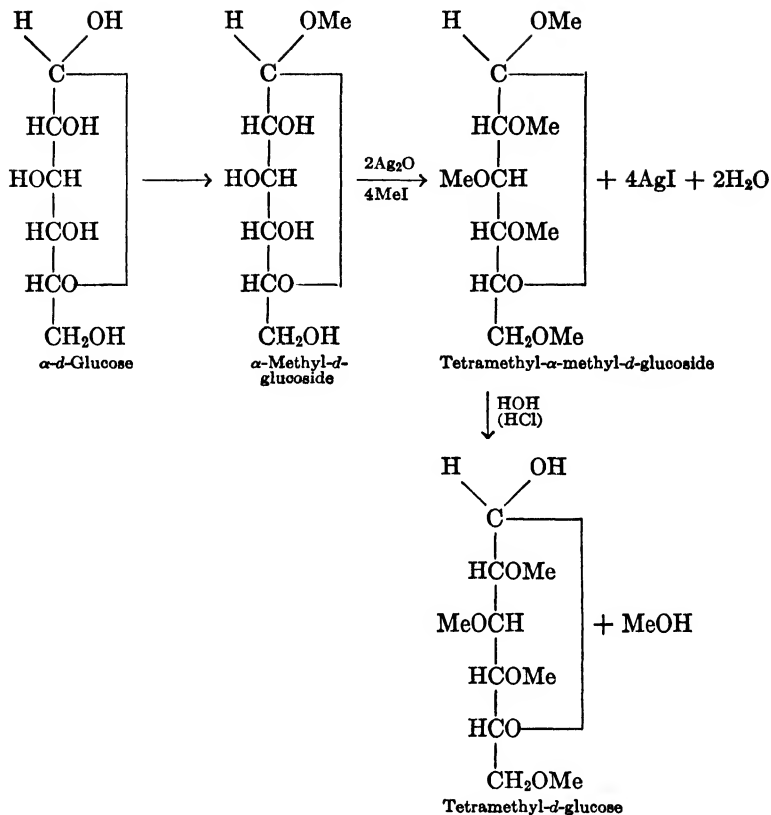 H OH H OMe H OMe
C C C
HCOH HCOH HCOMe
HOCH HOCH 2Ag₂O 4MeI MeOCH + 4AgI + 2H₂O
HCOH HCOH HCOMe
HCO HCO HCO
CH₂OH CH₂OH CH₂OMe
α-d-Glucose α-Methyl-d- Tetramethyl-α-methyl-d-glucoside
glucoside
HOH
(HCl)
H OH
C
HCOMe
MeOCH + MeOH
HCOMe
HCO
CH₂OMe
Tetramethyl-d-glucose